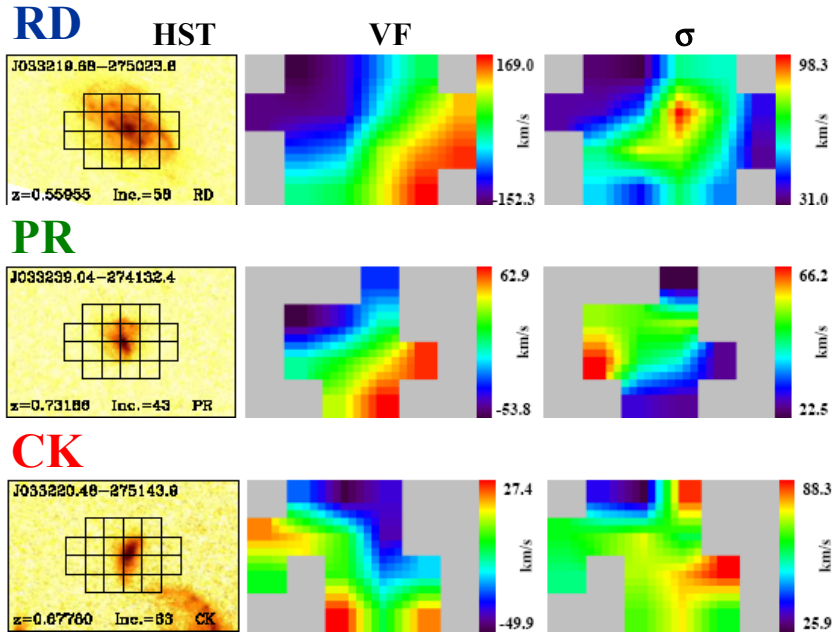 RD
HST VF σ
J033219.68-275023.6
z=0.55955 Inc.=58 RD
169.0
km/s
-152.3
98.3
km/s
31.0
PR
J033239.04-274132.4
z=0.73186 Inc.=43 PR
62.9
km/s
-53.8
66.2
km/s
22.5
CK
J033220.48-275143.9
z=0.67780 Inc.=63 CK
27.4
km/s
-49.9
88.3
km/s
25.9